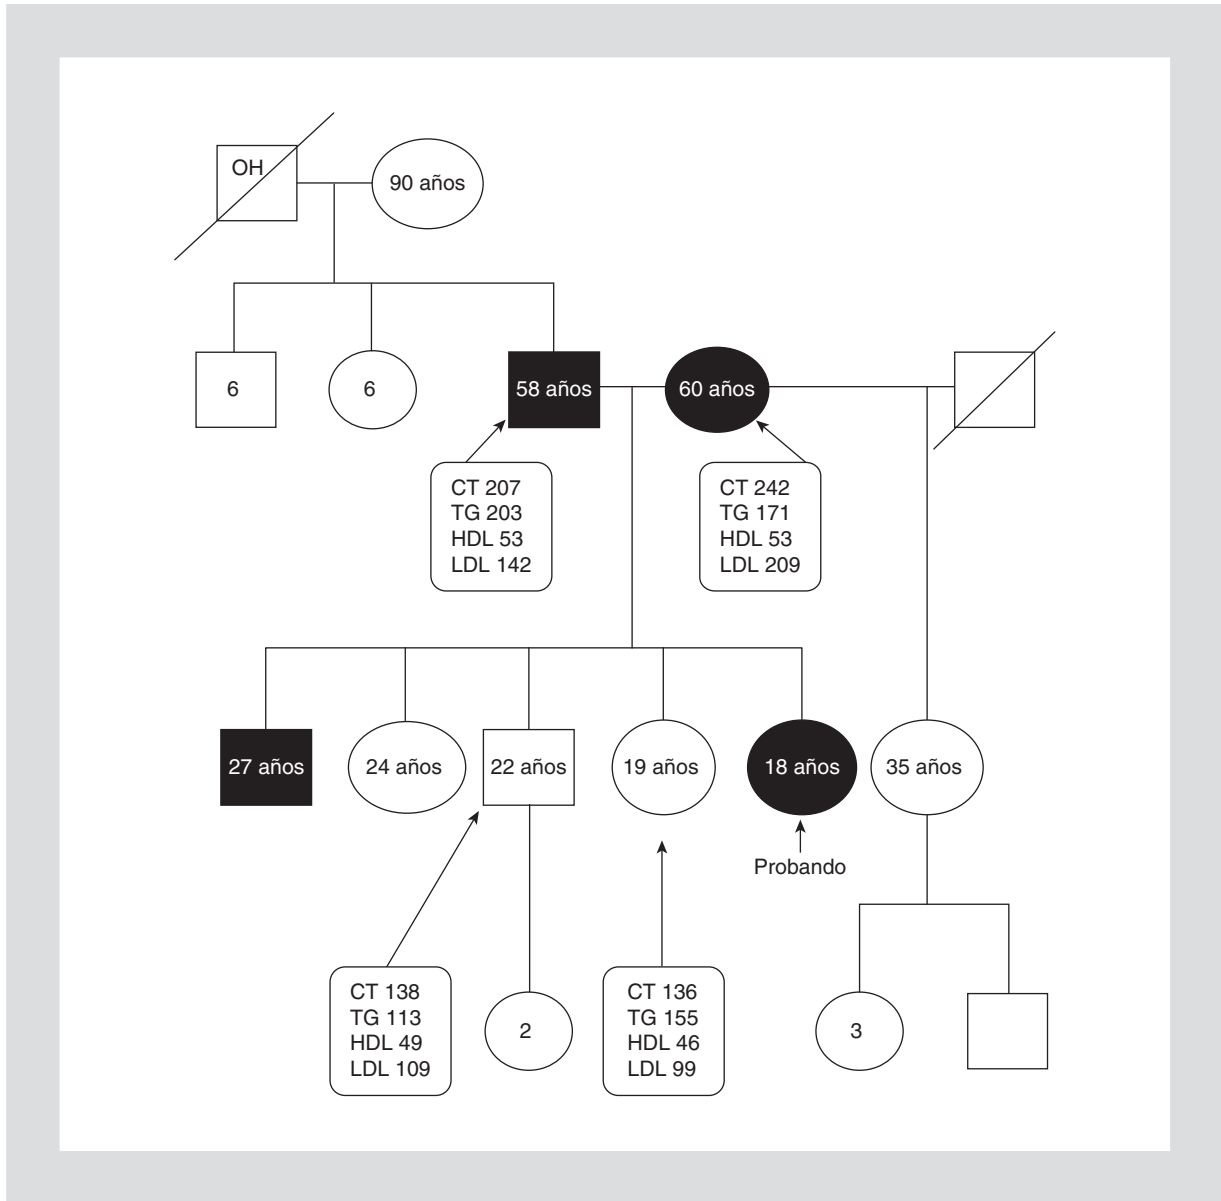 OH
90 años
6
6
58 años
60 años
CT 207
TG 203
HDL 53
LDL 142
CT 242
TG 171
HDL 53
LDL 209
27 años
24 años
22 años
19 años
18 años
35 años
Probando
CT 138
TG 113
HDL 49
LDL 109
2
CT 136
TG 155
HDL 46
LDL 99
3